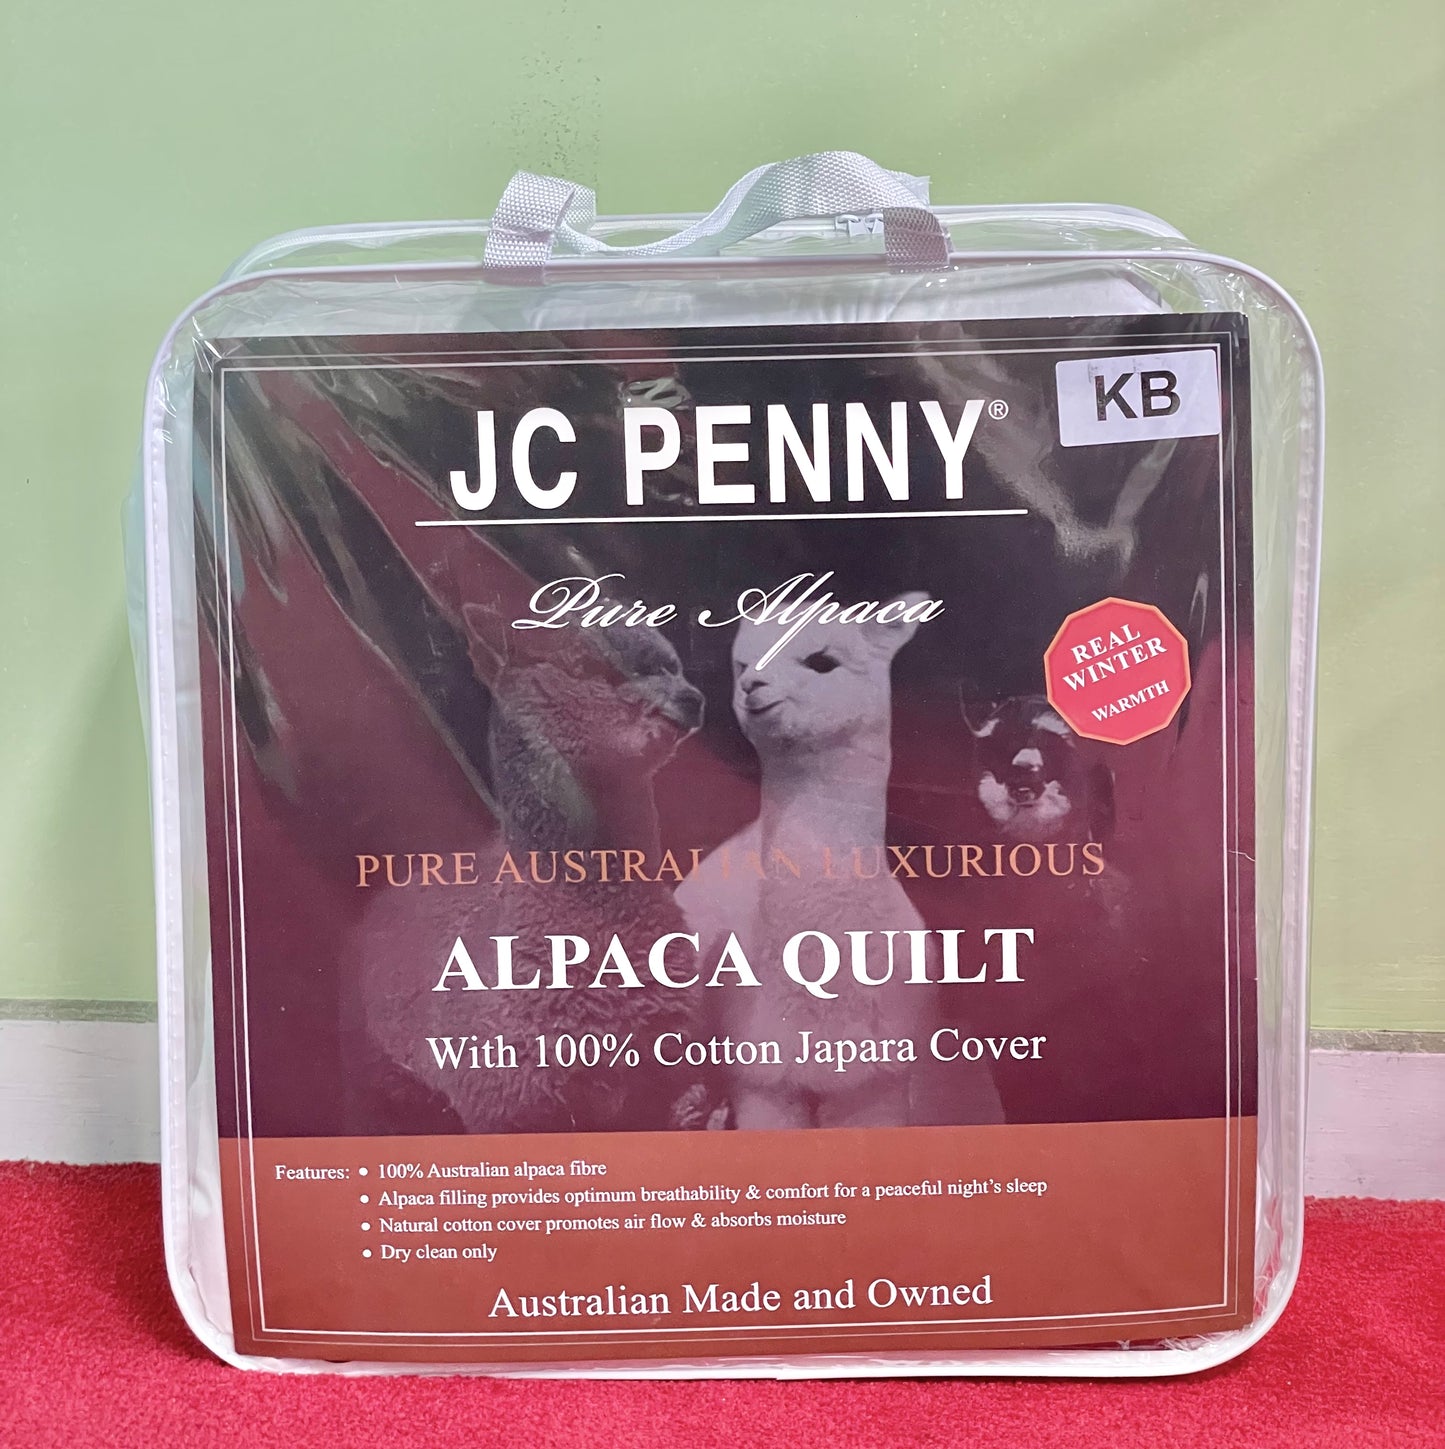 KB
JC PENNY®
Pure Alpaca
REAL
WINTER
WARMTH
PURE AUSTRALIAN LUXURIOUS
ALPACA QUILT
With 100% Cotton Japara Cover
Features: • 100% Australian alpaca fibre
• Alpaca filling provides optimum breathability & comfort for a peaceful night's sleep
• Natural cotton cover promotes air flow & absorbs moisture
• Dry clean only
Australian Made and Owned